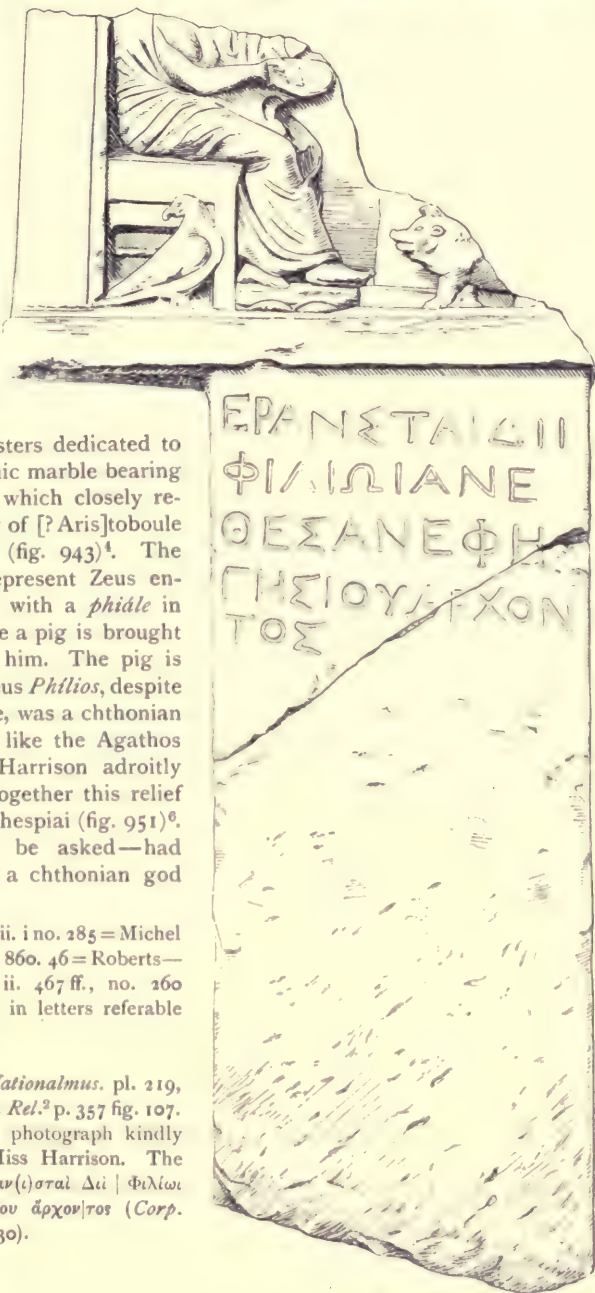 ΕΡΑΝΣΤΑΙΔΙΙ
ΦΙΛΙΩΙΑΝΕ
ΘΕΣΑΝΕΦΗ
ΓΗΣΙΟΥΑΡΧΟΝ
ΤΟΣ
sters dedicated to
ic marble bearing
which closely re-
of [? Aris]toboule
(fig. 943)⁴. The
epresent Zeus en-
with a phiále in
e a pig is brought
him. The pig is
eus Phílios, despite
e, was a chthonian
like the Agathos
Harrison adroitly
ogether this relief
hespiai (fig. 951)⁶.
be asked—had
a chthonian god
ii. i no. 285 = Michel
860. 46 = Roberts—
ii. 467 ff., no. 260
in letters referable
Nationalmus. pl. 219,
Rel.² p. 357 fig. 107.
photograph kindly
iss Harrison. The
αν(ι)σταὶ Διὶ | Φιλίωι
ου ἄρχον|τος (Corp.
30).